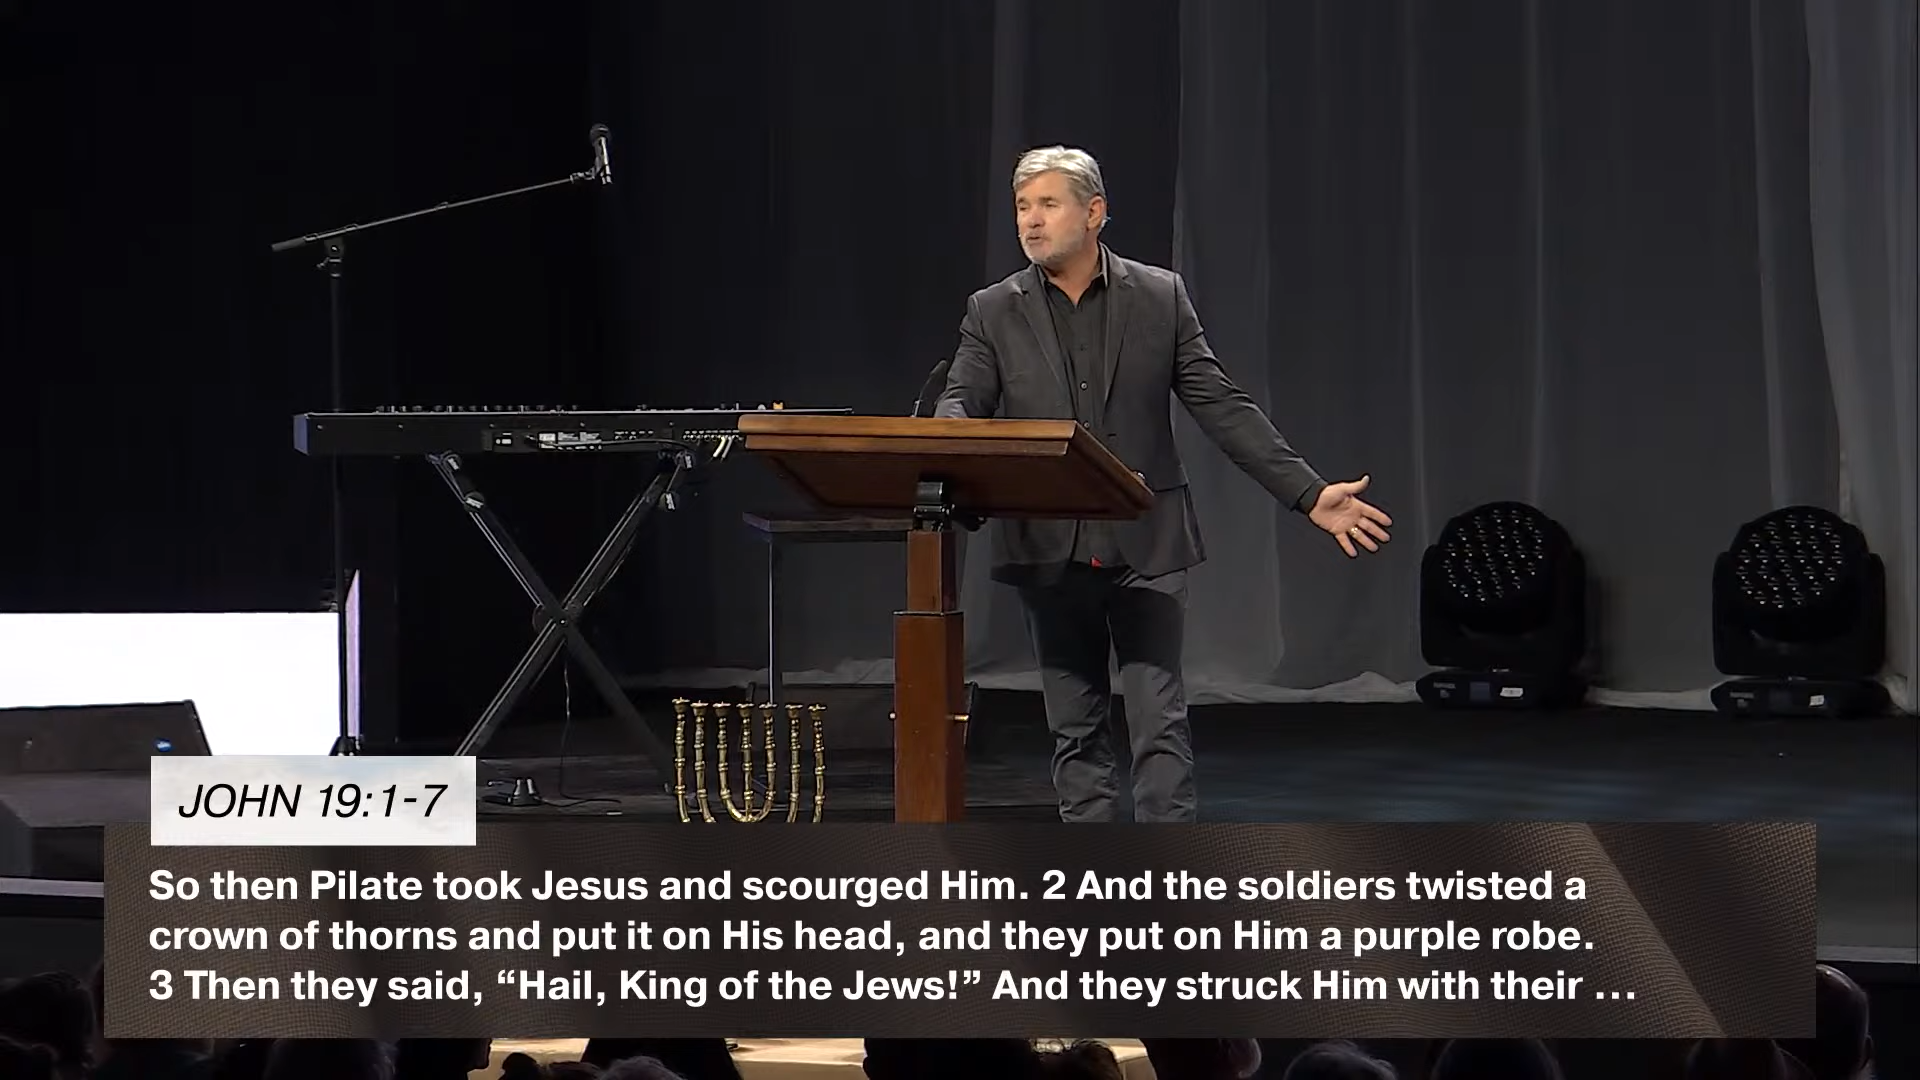 JOHN 19:1-7
So then Pilate took Jesus and scourged Him. 2 And the soldiers twisted a
crown of thorns and put it on His head, and they put on Him a purple robe.
3 Then they said, “Hail, King of the Jews!” And they struck Him with their ...